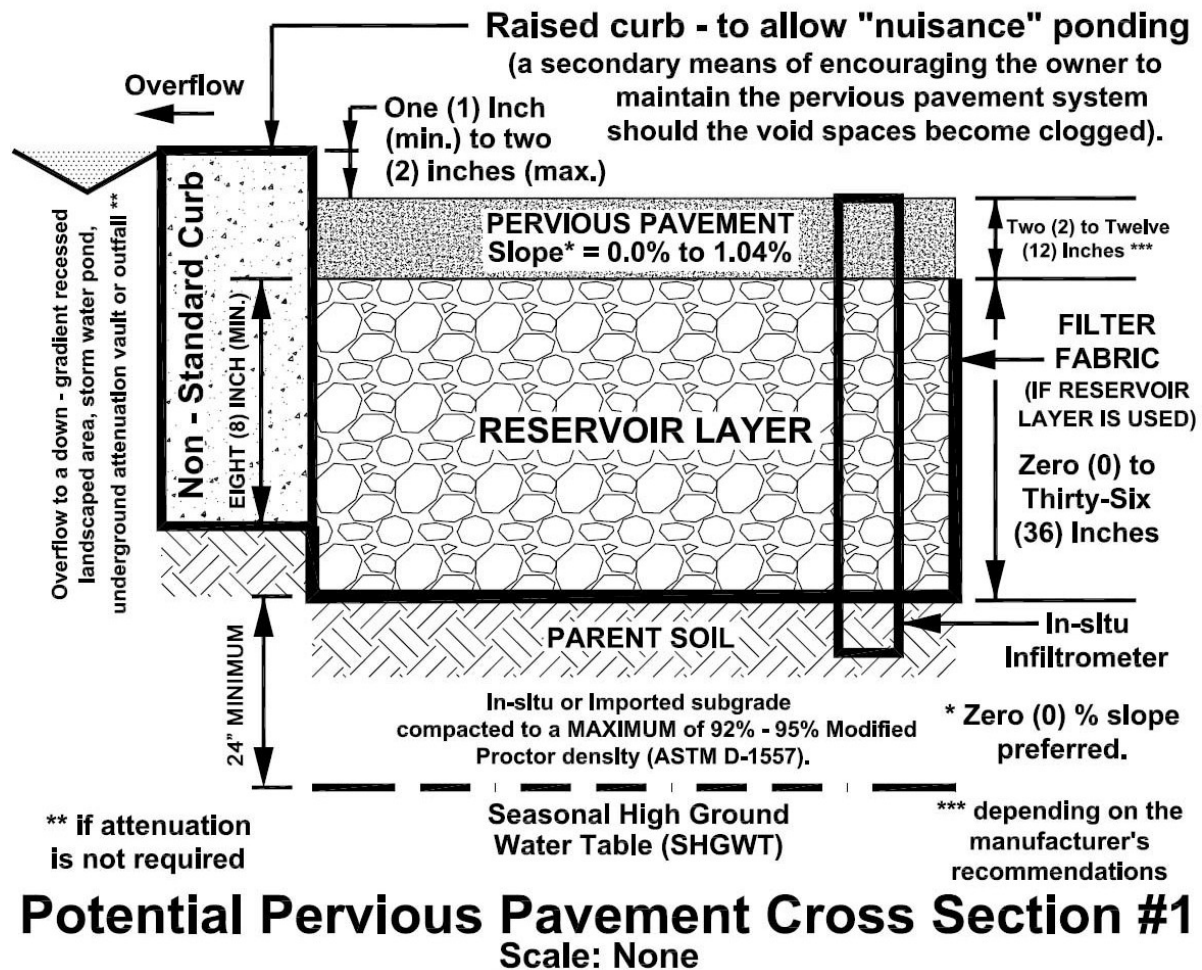 Raised curb - to allow "nuisance" ponding
(a secondary means of encouraging the owner to
maintain the pervious pavement system
should the void spaces become clogged).
Overflow
One (1) Inch
(min.) to two
(2) inches (max.)
Overflow to a down - gradient recessed
landscaped area, storm water pond,
underground attenuation vault or outfall **
Non - Standard Curb
EIGHT (8) INCH (MIN.)
PERVIOUS PAVEMENT
Slope* = 0.0% to 1.04%
Two (2) to Twelve
(12) Inches ***
RESERVOIR LAYER
FILTER
FABRIC
(IF RESERVOIR
LAYER IS USED)
Zero (0) to
Thirty-Six
(36) Inches
In-situ
Infiltrometer
PARENT SOIL
24" MINIMUM
In-situ or Imported subgrade
compacted to a MAXIMUM of 92% - 95% Modified
Proctor density (ASTM D-1557).
* Zero (0) % slope
preferred.
Seasonal High Ground
Water Table (SHGWT)
** if attenuation
is not required
*** depending on the
manufacturer's
recommendations
Potential Pervious Pavement Cross Section #1
Scale: None